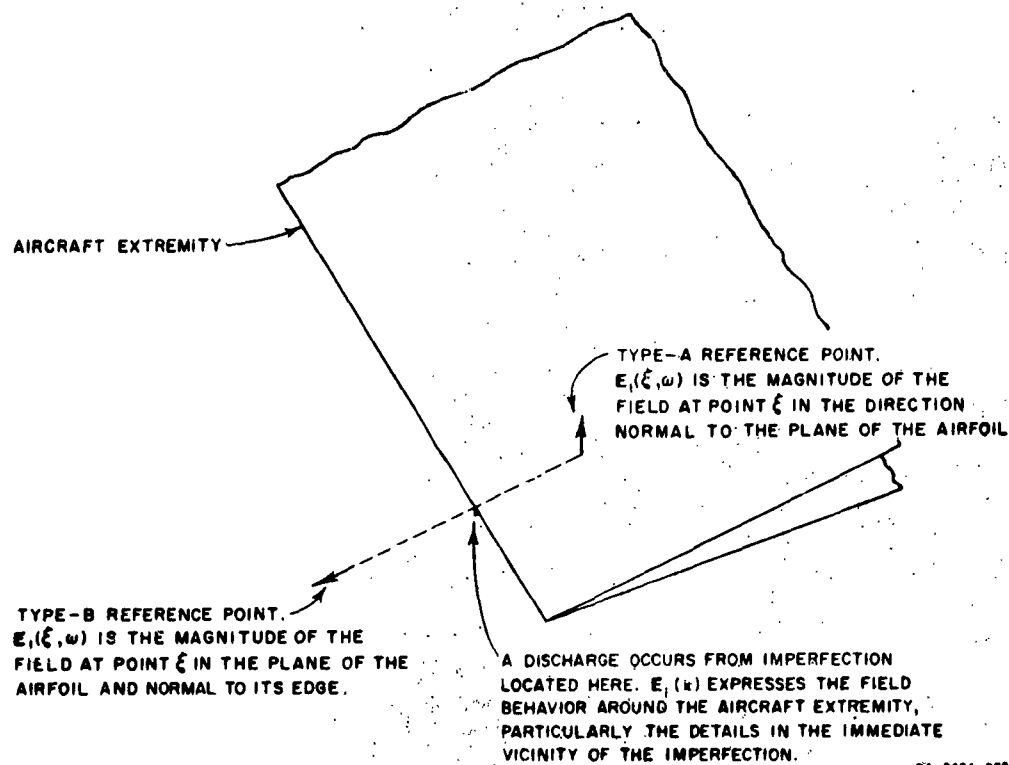 AIRCRAFT EXTREMITY
TYPE-A REFERENCE POINT.
E₁(ξ,ω) IS THE MAGNITUDE OF THE
FIELD AT POINT ξ IN THE DIRECTION
NORMAL TO THE PLANE OF THE AIRFOIL
TYPE-B REFERENCE POINT.
E₁(ξ,ω) IS THE MAGNITUDE OF THE
FIELD AT POINT ξ IN THE PLANE OF THE
AIRFOIL AND NORMAL TO ITS EDGE.
A DISCHARGE OCCURS FROM IMPERFECTION
LOCATED HERE. E₁(x) EXPRESSES THE FIELD
BEHAVIOR AROUND THE AIRCRAFT EXTREMITY,
PARTICULARLY THE DETAILS IN THE IMMEDIATE
VICINITY OF THE IMPERFECTION.